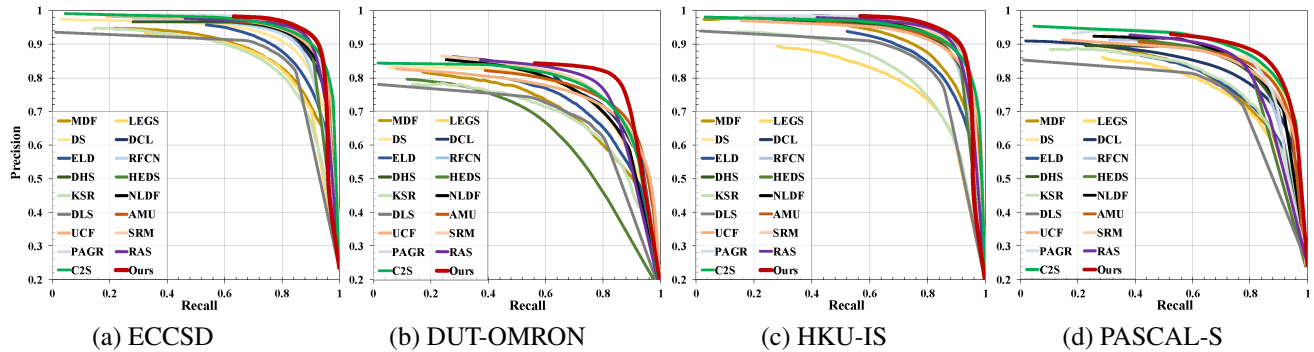 Precision
1
0.9
0.8
0.7
0.6
0.5
0.4
0.3
0.2
MDF LEGS
DS DCL
ELD RFCN
DHS HEDS
KSR NLDF
DLS AMU
UCF SRM
PAGR RAS
C2S Ours
0 0.2 0.4 0.6 0.8 1
Recall
(a) ECCSD
1
0.9
0.8
0.7
0.6
0.5
0.4
0.3
0.2
MDF LEGS
DS DCL
ELD RFCN
DHS HEDS
KSR NLDF
DLS AMU
UCF SRM
PAGR RAS
C2S Ours
0 0.2 0.4 0.6 0.8 1
Recall
(b) DUT-OMRON
1
0.9
0.8
0.7
0.6
0.5
0.4
0.3
0.2
MDF LEGS
DS DCL
ELD RFCN
DHS HEDS
KSR NLDF
DLS AMU
UCF SRM
PAGR RAS
C2S Ours
0 0.2 0.4 0.6 0.8 1
Recall
(c) HKU-IS
1
0.9
0.8
0.7
0.6
0.5
0.4
0.3
0.2
MDF LEGS
DS DCL
ELD RFCN
DHS HEDS
KSR NLDF
DLS AMU
UCF SRM
PAGR RAS
C2S Ours
0 0.2 0.4 0.6 0.8 1
Recall
(d) PASCAL-S